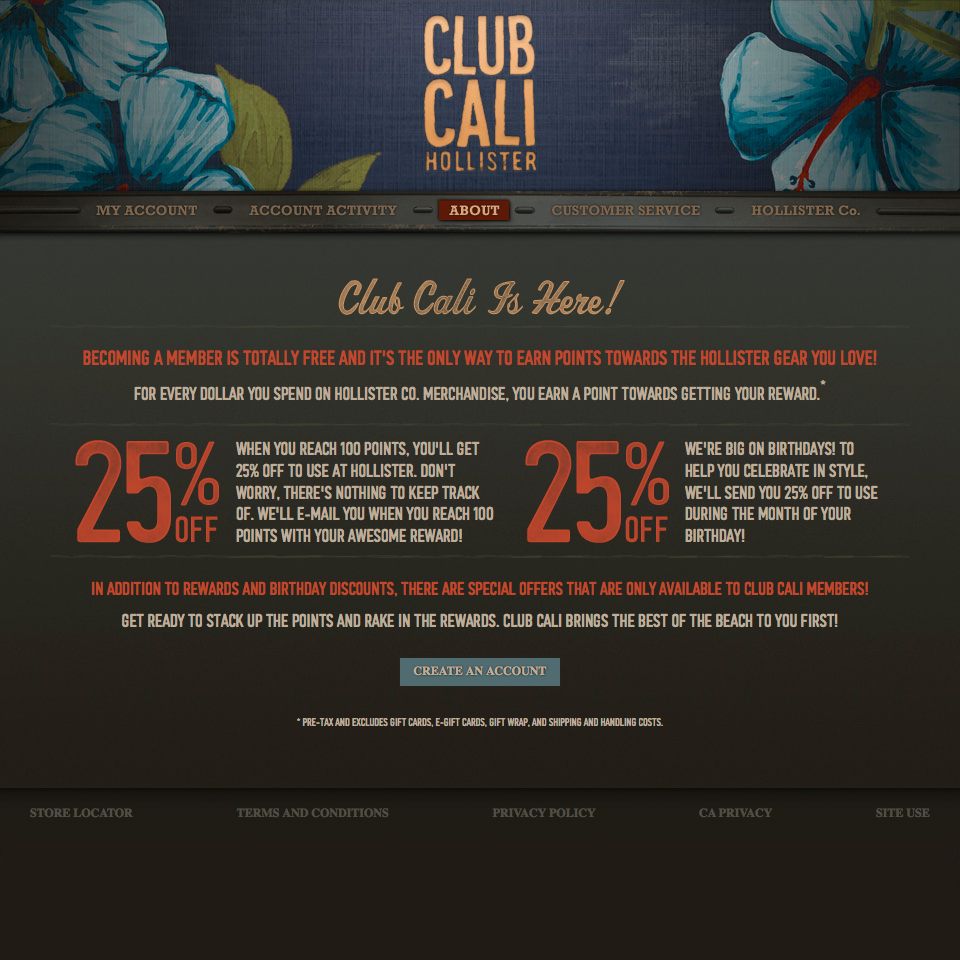 CLUB
CALI
HOLLISTER
MY ACCOUNT
ACCOUNT ACTIVITY
ABOUT
CUSTOMER SERVICE
HOLLISTER Co.
Club Cali Is Here!
BECOMING A MEMBER IS TOTALLY FREE AND IT'S THE ONLY WAY TO EARN POINTS TOWARDS THE HOLLISTER GEAR YOU LOVE!
FOR EVERY DOLLAR YOU SPEND ON HOLLISTER CO. MERCHANDISE, YOU EARN A POINT TOWARDS GETTING YOUR REWARD.*
25% OFF
WHEN YOU REACH 100 POINTS, YOU'LL GET
25% OFF TO USE AT HOLLISTER. DON'T
WORRY, THERE'S NOTHING TO KEEP TRACK
OF. WE'LL E-MAIL YOU WHEN YOU REACH 100
POINTS WITH YOUR AWESOME REWARD!
25% OFF
WE'RE BIG ON BIRTHDAYS! TO
HELP YOU CELEBRATE IN STYLE,
WE'LL SEND YOU 25% OFF TO USE
DURING THE MONTH OF YOUR
BIRTHDAY!
IN ADDITION TO REWARDS AND BIRTHDAY DISCOUNTS, THERE ARE SPECIAL OFFERS THAT ARE ONLY AVAILABLE TO CLUB CALI MEMBERS!
GET READY TO STACK UP THE POINTS AND RAKE IN THE REWARDS. CLUB CALI BRINGS THE BEST OF THE BEACH TO YOU FIRST!
CREATE AN ACCOUNT
* PRE-TAX AND EXCLUDES GIFT CARDS, E-GIFT CARDS, GIFT WRAP, AND SHIPPING AND HANDLING COSTS.
STORE LOCATOR
TERMS AND CONDITIONS
PRIVACY POLICY
CA PRIVACY
SITE USE